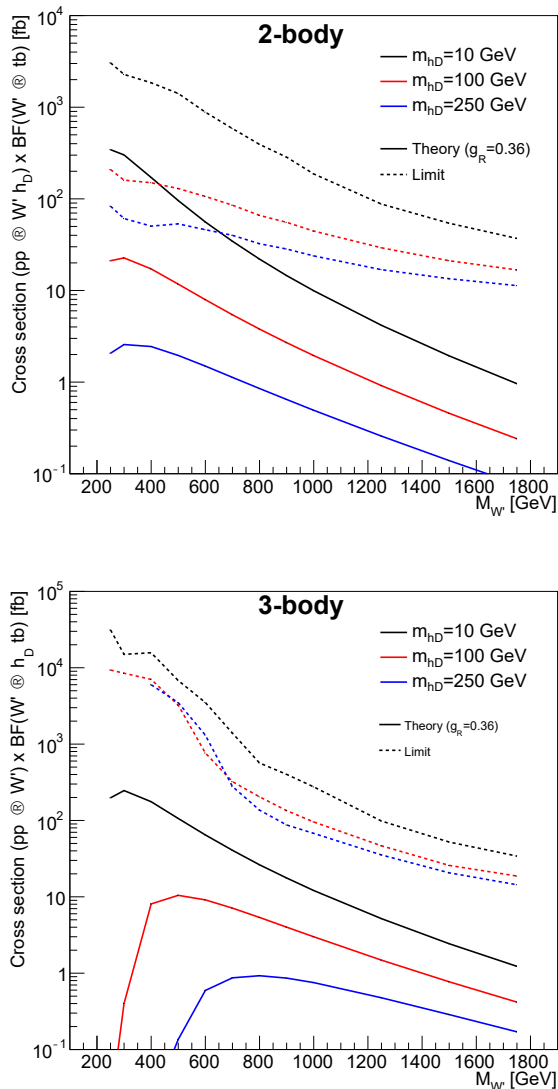 2-body
Cross section (pp ® W' h_D) x BF(W' ® tb) [fb]
10^4
10^3
10^2
10
1
10^−1
m_hD=10 GeV
m_hD=100 GeV
m_hD=250 GeV
Theory (g_R=0.36)
Limit
200 400 600 800 1000 1200 1400 1600 1800
M_W' [GeV]
3-body
Cross section (pp ® W') x BF(W' ® h_D tb) [fb]
10^5
10^4
10^3
10^2
10
1
10^−1
m_hD=10 GeV
m_hD=100 GeV
m_hD=250 GeV
Theory (g_R=0.36)
Limit
200 400 600 800 1000 1200 1400 1600 1800
M_W' [GeV]